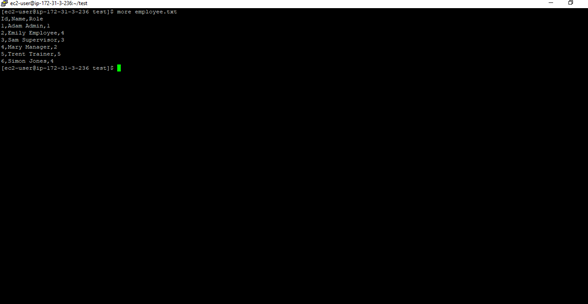 ec2-user@ip-172-31-3-236:~/test
[ec2-user@ip-172-31-3-236 test]$ more employee.txt
Id,Name,Role
1,Adam Admin,1
2,Emily Employee,4
3,Sam Supervisor,3
4,Mary Manager,2
5,Trent Trainer,5
6,Simon Jones,4
[ec2-user@ip-172-31-3-236 test]$